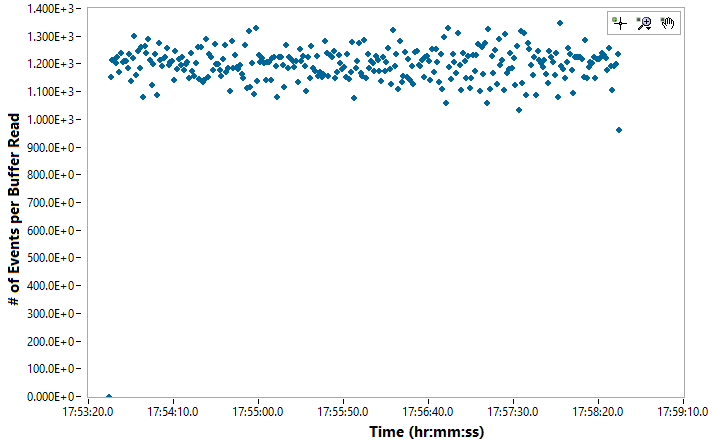 1.400E+3
1.300E+3
1.200E+3
1.100E+3
1.000E+3
900.0E+0
800.0E+0
700.0E+0
600.0E+0
500.0E+0
400.0E+0
300.0E+0
200.0E+0
100.0E+0
0.000E+0
# of Events per Buffer Read
17:53:20.0 17:54:10.0 17:55:00.0 17:55:50.0 17:56:40.0 17:57:30.0 17:58:20.0 17:59:10.0
Time (hr:mm:ss)